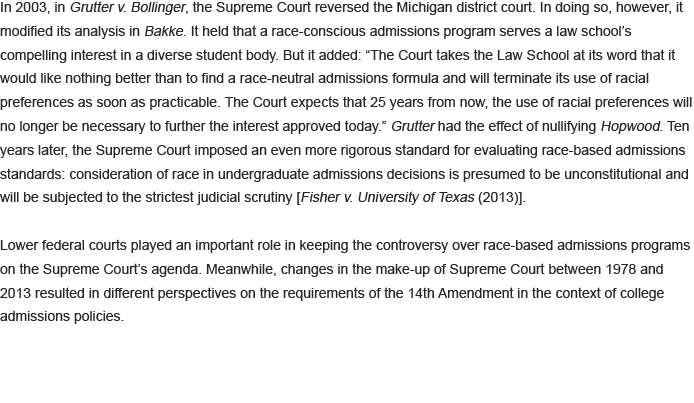 In 2003, in Grutter v. Bollinger, the Supreme Court reversed the Michigan district court. In doing so, however, it
modified its analysis in Bakke. It held that a race-conscious admissions program serves a law school’s
compelling interest in a diverse student body. But it added: “The Court takes the Law School at its word that it
would like nothing better than to find a race-neutral admissions formula and will terminate its use of racial
preferences as soon as practicable. The Court expects that 25 years from now, the use of racial preferences will
no longer be necessary to further the interest approved today.” Grutter had the effect of nullifying Hopwood. Ten
years later, the Supreme Court imposed an even more rigorous standard for evaluating race-based admissions
standards: consideration of race in undergraduate admissions decisions is presumed to be unconstitutional and
will be subjected to the strictest judicial scrutiny [Fisher v. University of Texas (2013)].
Lower federal courts played an important role in keeping the controversy over race-based admissions programs
on the Supreme Court’s agenda. Meanwhile, changes in the make-up of Supreme Court between 1978 and
2013 resulted in different perspectives on the requirements of the 14th Amendment in the context of college
admissions policies.